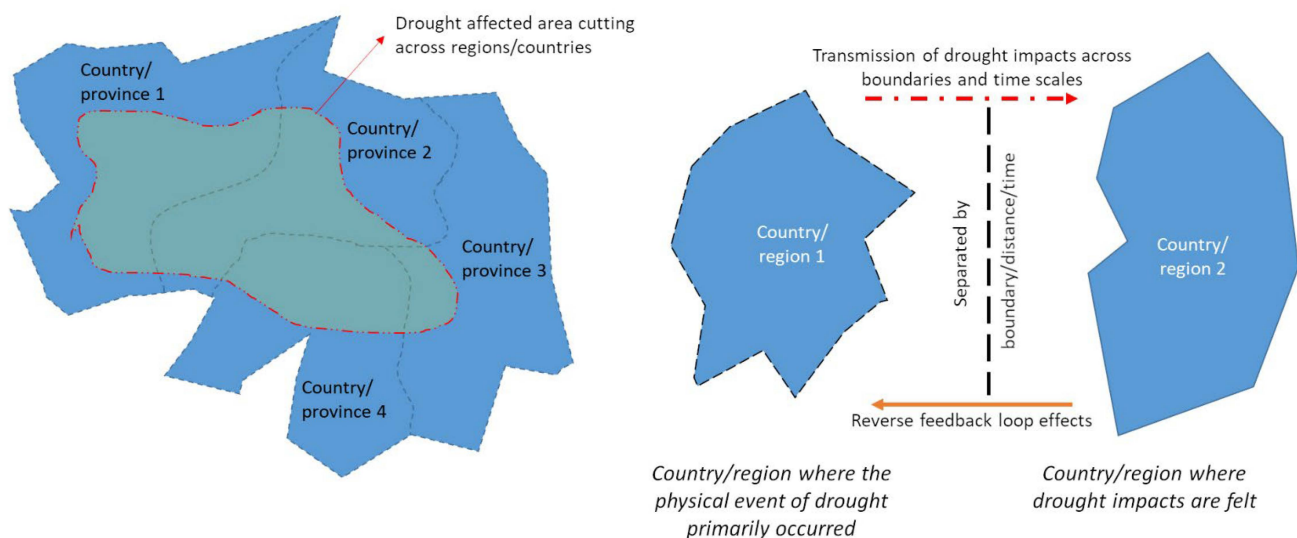 Drought affected area cutting
across regions/countries
Country/
province 1
Country/
province 2
Country/
province 3
Country/
province 4
Transmission of drought impacts across
boundaries and time scales
Country/
region 1
Separated by
boundary/distance/time
Country/
region 2
Reverse feedback loop effects
Country/region where the
physical event of drought
primarily occurred
Country/region where
drought impacts are felt